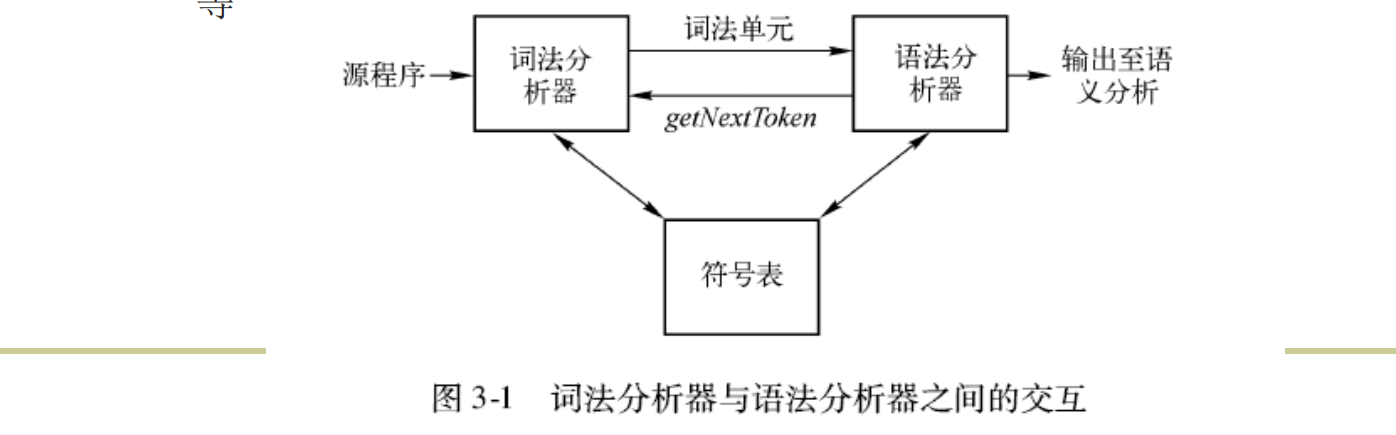 等
源程序
词法分
析器
词法单元
getNextToken
语法分
析器
输出至语
义分析
符号表
图 3-1 词法分析器与语法分析器之间的交互